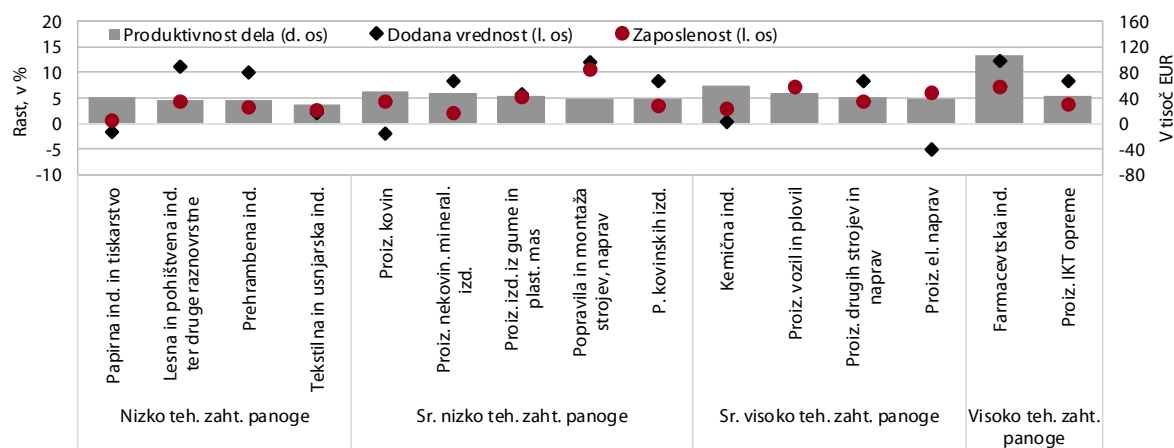 Produktivnost dela (d. os)
Dodana vrednost (l. os)
Zaposlenost (l. os)
Rast, v %
20
15
10
5
0
-5
-10
V tisoč EUR
160
120
80
40
0
-40
-80
Papirna ind. in tiskarstvo
Lesna in pohištvena ind.
ter druge raznovrstne
Prehrambena ind.
Tekstilna in usnjarska ind.
Proiz. kovin
Proiz. nekovin. mineral.
izd.
Proiz. izd. iz gume in
plast. mas
Popravila in montaža
strojev, naprav
P. kovinskih izd.
Kemična ind.
Proiz. vozil in plovil
Proiz. drugih strojev in
naprav
Proiz. el. naprav
Farmacevtska ind.
Proiz. IKT opreme
Nizko teh. zaht. panoge
Sr. nizko teh. zaht. panoge
Sr. visoko teh. zaht. panoge
Visoko teh. zaht.
panoge